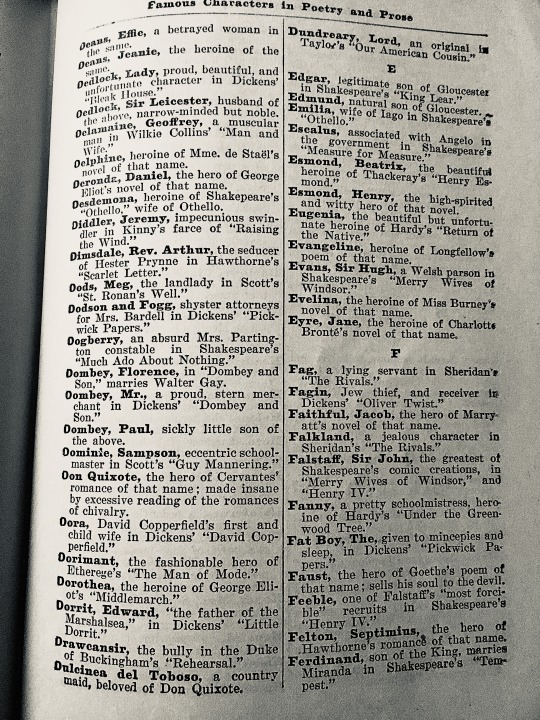 Famous Characters in Poetry and Prose
Deans, Effie, a betrayed woman in
the same.
Deans, Jeanie, the heroine of the
same.
Dedlock, Lady, proud, beautiful, and
unfortunate character in Dickens'
"Bleak House."
Dedlock, Sir Leicester, husband of
the above, narrow-minded but noble.
Delamaine, Geoffrey, a muscular
man in Wilkie Collins' "Man and
Wife."
Delphine, heroine of Mme. de Staël's
novel of that name.
Deronda, Daniel, the hero of George
Eliot's novel of that name.
Desdemona, heroine of Shakepeare's
"Othello," wife of Othello.
Diddler, Jeremy, impecunious swin-
dler in Kinny's farce of "Raising
the Wind."
Dimsdale, Rev. Arthur, the seducer
of Hester Prynne in Hawthorne's
"Scarlet Letter."
Dods, Meg, the landlady in Scott's
"St. Ronan's Well."
Dodson and Fogg, shyster attorneys
for Mrs. Bardell in Dickens' "Pick-
wick Papers."
Dogberry, an absurd Mrs. Parting-
ton constable in Shakespeare's
"Much Ado About Nothing."
Dombey, Florence, in "Dombey and
Son," marries Walter Gay.
Dombey, Mr., a proud, stern mer-
chant in Dickens' "Dombey and
Son."
Dombey, Paul, sickly little son of
the above.
Dominie, Sampson, eccentric school-
master in Scott's "Guy Mannering."
Don Quixote, the hero of Cervantes'
romance of that name; made insane
by excessive reading of the romances
of chivalry.
Dora, David Copperfield's first and
child wife in Dickens' "David Cop-
perfield."
Dorimant, the fashionable hero of
Etherege's "The Man of Mode."
Dorothea, the heroine of George Eli-
ot's "Middlemarch."
Dorrit, Edward, "the father of the
Marshalsea," in Dickens' "Little
Dorrit."
Drawcansir, the bully in the Duke
of Buckingham's "Rehearsal."
Dulcinea del Toboso, a country
maid, beloved of Don Quixote.
Dundreary, Lord, an original in
Taylor's "Our American Cousin."
E
Edgar, legitimate son of Gloucester
in Shakespeare's "King Lear."
Edmund, natural son of Gloucester.
Emilia, wife of Iago in Shakespeare's
"Othello."
Escalus, associated with Angelo in
the government in Shakespeare's
"Measure for Measure."
Esmond, Beatrix, the beautiful
heroine of Thackeray's "Henry Es-
mond."
Esmond, Henry, the high-spirited
and witty hero of that novel.
Eugenia, the beautiful but unfortu-
nate heroine of Hardy's "Return of
the Native."
Evangeline, heroine of Longfellow's
poem of that name.
Evans, Sir Hugh, a Welsh parson in
Shakespeare's "Merry Wives of
Windsor."
Evelina, the heroine of Miss Burney's
novel of that name.
Eyre, Jane, the heroine of Charlotte
Brontë's novel of that name.
F
Fag, a lying servant in Sheridan's
"The Rivals."
Fagin, Jew thief, and receiver in
Dickens' "Oliver Twist."
Faithful, Jacob, the hero of Marry-
att's novel of that name.
Falkland, a jealous character in
Sheridan's "The Rivals."
Falstaff, Sir John, the greatest of
Shakespeare's comic creations, in
"Merry Wives of Windsor," and
"Henry IV."
Fanny, a pretty schoolmistress, hero-
ine of Hardy's "Under the Green-
wood Tree."
Fat Boy, The, given to mincepies and
sleep, in Dickens' "Pickwick Pa-
pers."
Faust, the hero of Goethe's poem of
that name; sells his soul to the devil.
Feeble, one of Falstaff's "most forci-
ble" recruits in Shakespeare's
"Henry IV."
Felton, Septimius, the hero of
Hawthorne's romance of that name.
Ferdinand, son of the King, marries
Miranda in Shakespeare's "Tem-
pest."